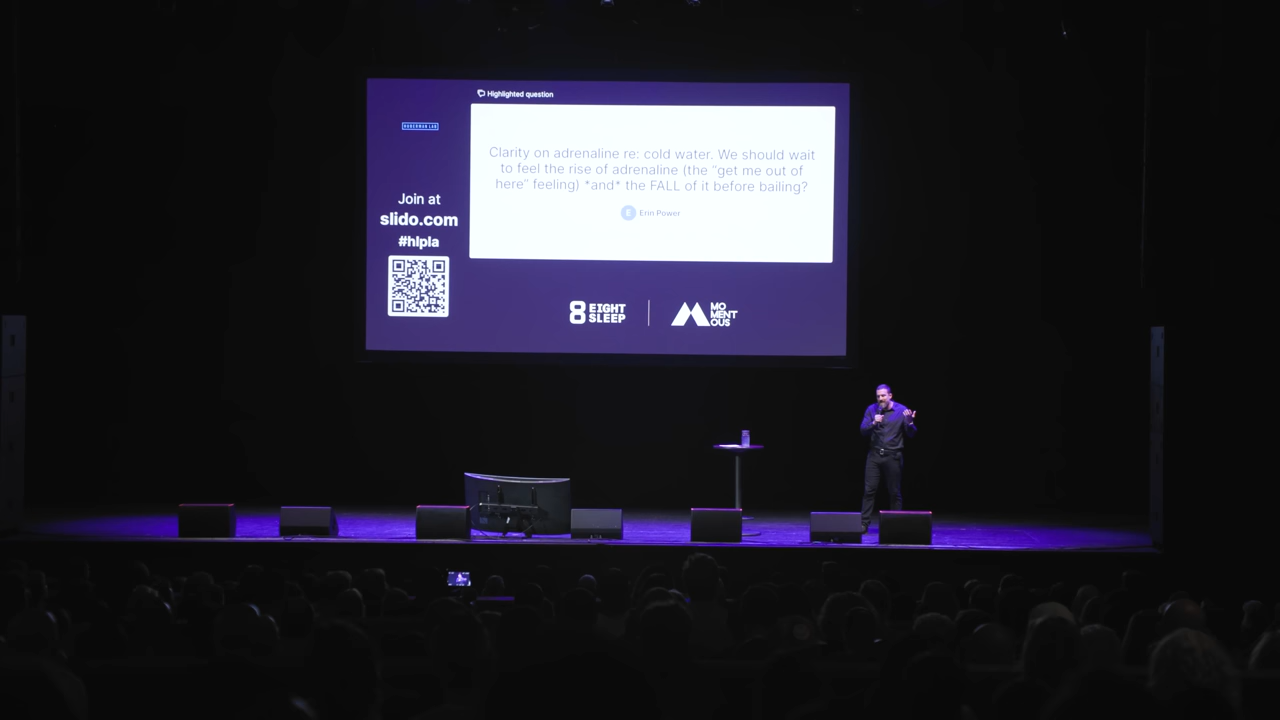 Highlighted question
HUBERMAN LAB
Clarity on adrenaline re: cold water. We should wait
to feel the rise of adrenaline (the "get me out of
here" feeling) *and* the FALL of it before bailing?
E Erin Power
Join at
slido.com
#hlpla
8 EIGHT
SLEEP
MO
MENT
OUS